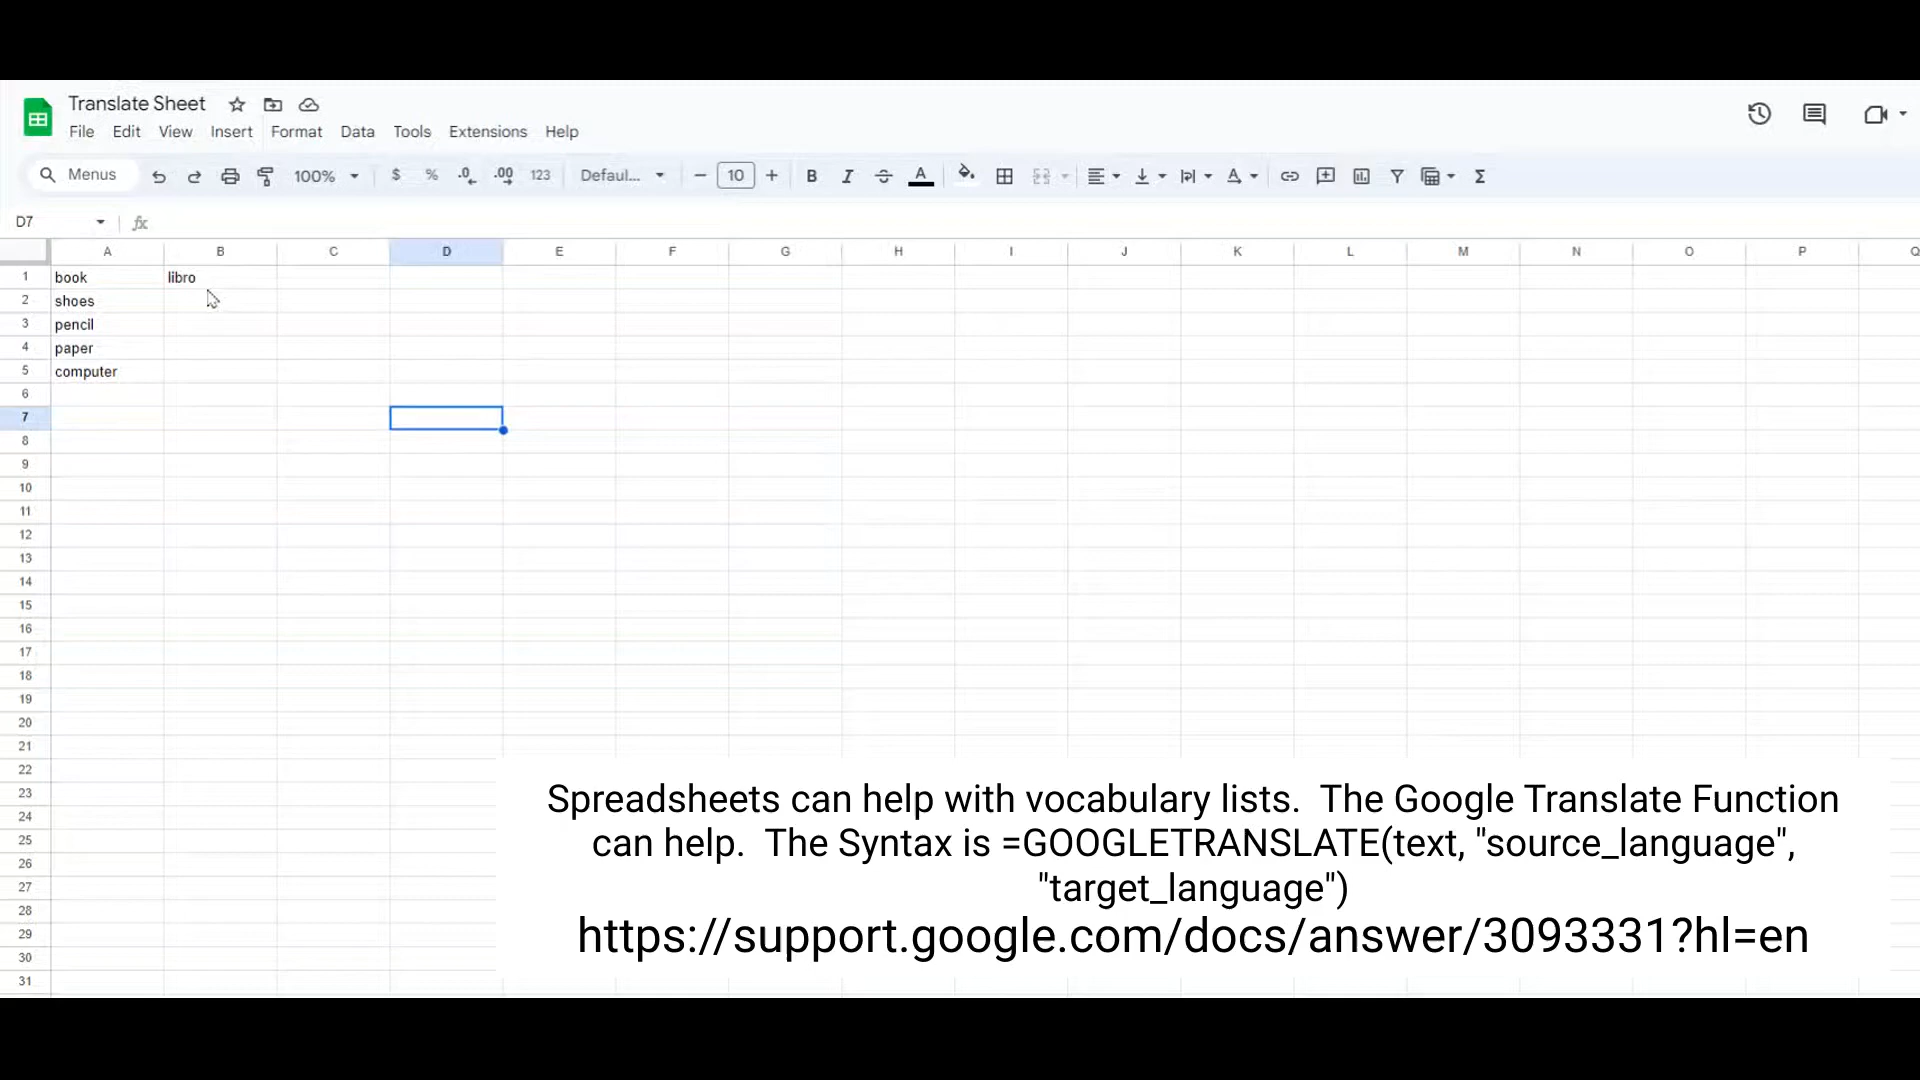 Translate Sheet
File Edit View Insert Format Data Tools Extensions Help
Menus 100% $ % .0 .00 123 Defaul... 10 B I A A Σ
D7 fx
A B C D E F G H I J K L M N O P Q
1 book libro
2 shoes
3 pencil
4 paper
5 computer
6
7
8
9
10
11
12
13
14
15
16
17
18
19
20
21
22
23
24
25
26
27
28
29
30
31
Spreadsheets can help with vocabulary lists.  The Google Translate Function
can help.  The Syntax is =GOOGLETRANSLATE(text, "source_language",
"target_language")
https://support.google.com/docs/answer/3093331?hl=en